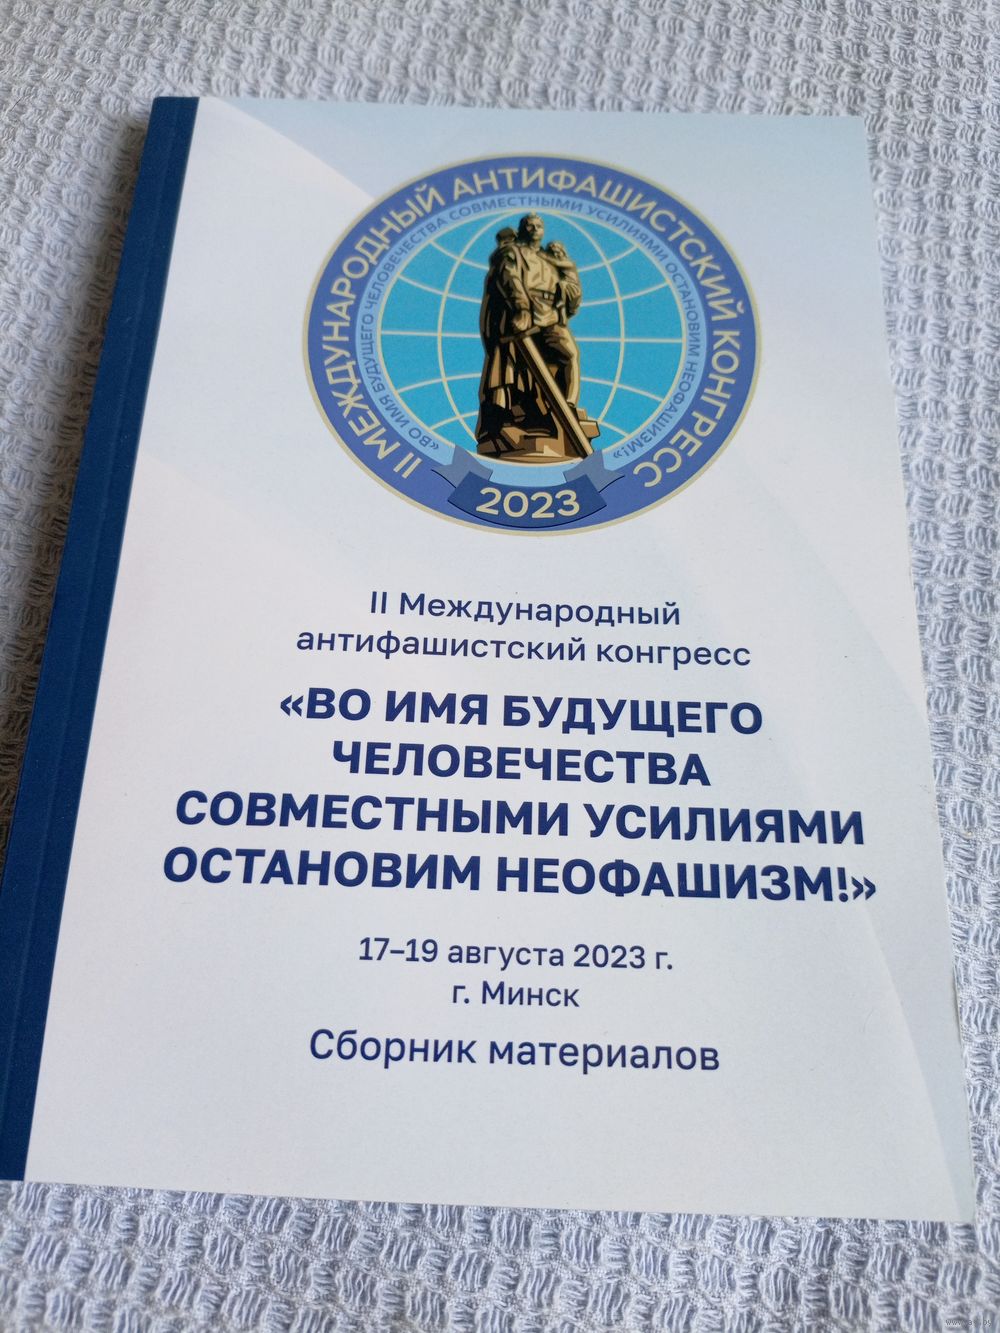 II МЕЖДУНАРОДНЫЙ АНТИФАШИСТСКИЙ КОНГРЕСС
«ВО ИМЯ БУДУЩЕГО ЧЕЛОВЕЧЕСТВА СОВМЕСТНЫМИ УСИЛИЯМИ ОСТАНОВИМ НЕОФАШИЗМ!»
2023
II Международный
антифашистский конгресс
«ВО ИМЯ БУДУЩЕГО
ЧЕЛОВЕЧЕСТВА
СОВМЕСТНЫМИ УСИЛИЯМИ
ОСТАНОВИМ НЕОФАШИЗМ!»
17–19 августа 2023 г.
г. Минск
Сборник материалов